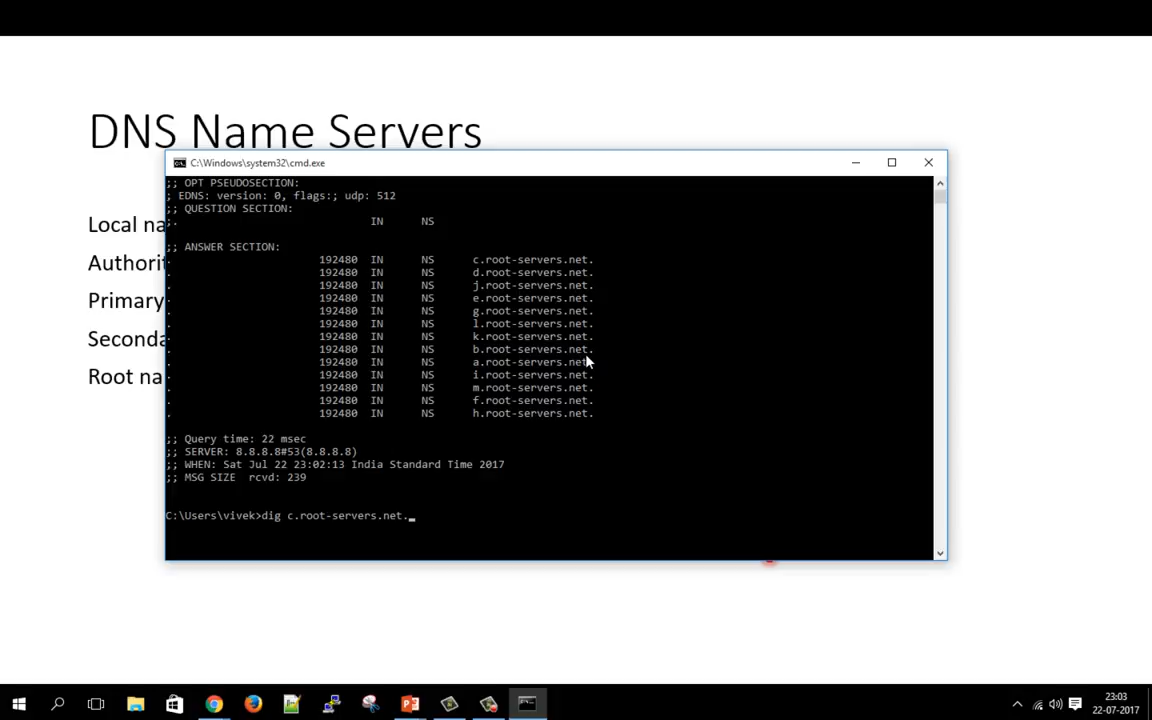 DNS Name Servers
C:\Windows\system32\cmd.exe
Local na
Authorit
Primary
Seconda
Root na
;; OPT PSEUDOSECTION:
; EDNS: version: 0, flags:; udp: 512
;; QUESTION SECTION:
;. IN NS
;; ANSWER SECTION:
. 192480 IN NS c.root-servers.net.
. 192480 IN NS d.root-servers.net.
. 192480 IN NS j.root-servers.net.
. 192480 IN NS e.root-servers.net.
. 192480 IN NS g.root-servers.net.
. 192480 IN NS l.root-servers.net.
. 192480 IN NS k.root-servers.net.
. 192480 IN NS b.root-servers.net.
. 192480 IN NS a.root-servers.net.
. 192480 IN NS i.root-servers.net.
. 192480 IN NS m.root-servers.net.
. 192480 IN NS f.root-servers.net.
. 192480 IN NS h.root-servers.net.
;; Query time: 22 msec
;; SERVER: 8.8.8.8#53(8.8.8.8)
;; WHEN: Sat Jul 22 23:02:13 India Standard Time 2017
;; MSG SIZE rcvd: 239
C:\Users\vivek>dig c.root-servers.net._
23:03
22-07-2017